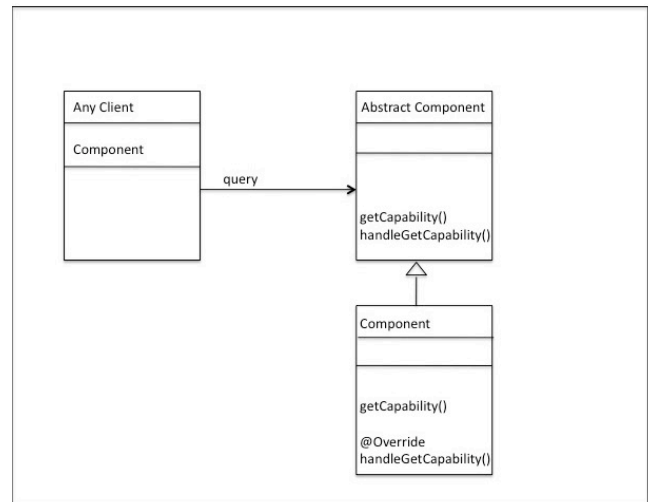 Any Client
Component
query
Abstract Component
getCapability()
handleGetCapability()
Component
getCapability()
@Override
handleGetCapability()